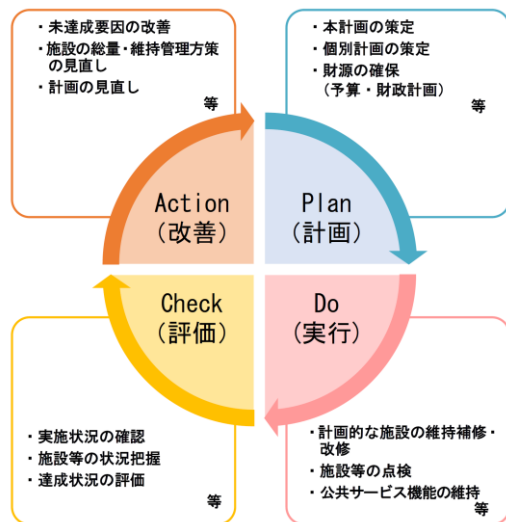 ・未達成要因の改善
・施設の総量・維持管理方策
の見直し
・計画の見直し
等
・本計画の策定
・個別計画の策定
・財源の確保
(予算・財政計画)
等
Action
(改善)
Plan
(計画)
Check
(評価)
Do
(実行)
・実施状況の確認
・施設等の状況把握
・達成状況の評価
等
・計画的な施設の維持補修・
改修
・施設等の点検
・公共サービス機能の維持
等